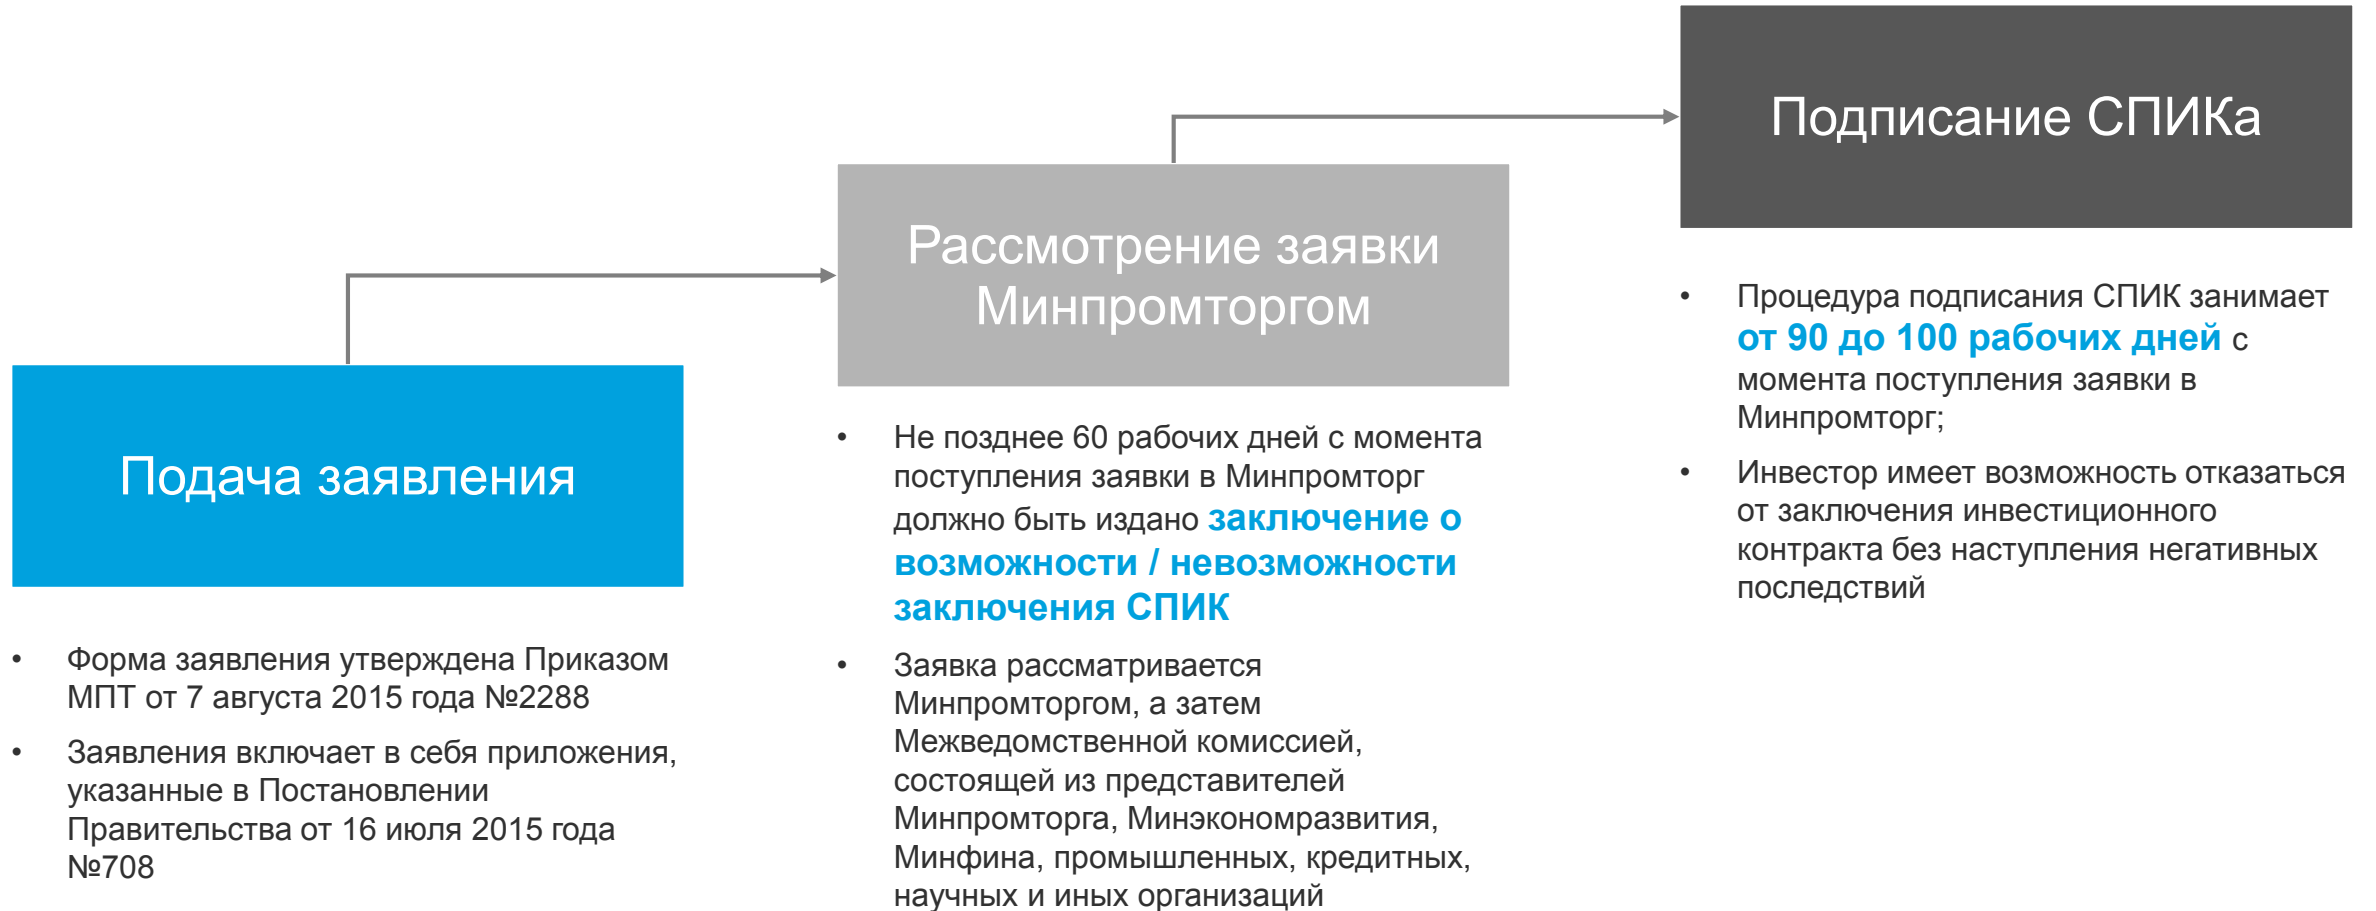 Подача заявления
• Форма заявления утверждена Приказом
МПТ от 7 августа 2015 года №2288
• Заявления включает в себя приложения,
указанные в Постановлении
Правительства от 16 июля 2015 года
№708
Рассмотрение заявки
Минпромторгом
• Не позднее 60 рабочих дней с момента
поступления заявки в Минпромторг
должно быть издано заключение о
возможности / невозможности
заключения СПИК
• Заявка рассматривается
Минпромторгом, а затем
Межведомственной комиссией,
состоящей из представителей
Минпромторга, Минэкономразвития,
Минфина, промышленных, кредитных,
научных и иных организаций
Подписание СПИКа
• Процедура подписания СПИК занимает
от 90 до 100 рабочих дней с
момента поступления заявки в
Минпромторг;
• Инвестор имеет возможность отказаться
от заключения инвестиционного
контракта без наступления негативных
последствий